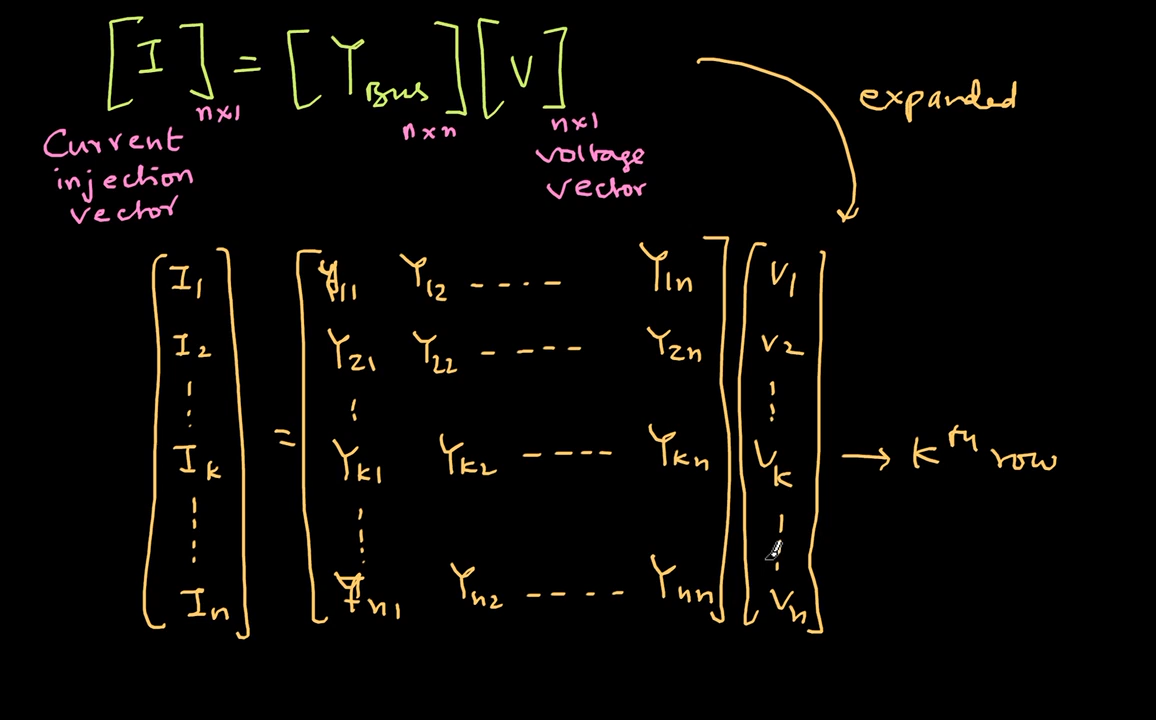 [I]n×1 = [YBus]n×n [V]n×1
Current injection vector
voltage vector
expanded
I1 Y11 Y12 ----- Y1n V1
I2 Y21 Y22 ----- Y2n V2
=
Ik Yk1 Yk2 ---- Ykn Vk → Kth row
In Yn1 Yn2 ----- Ynn Vn